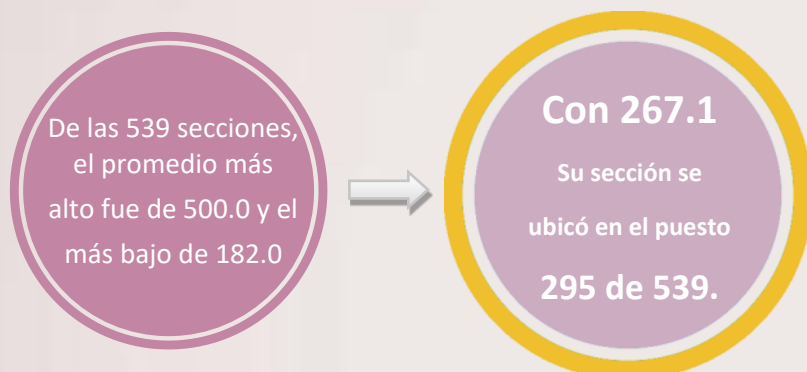 De las 539 secciones,
el promedio más
alto fue de 500.0 y el
más bajo de 182.0
Con 267.1
Su sección se
ubicó en el puesto
295 de 539.